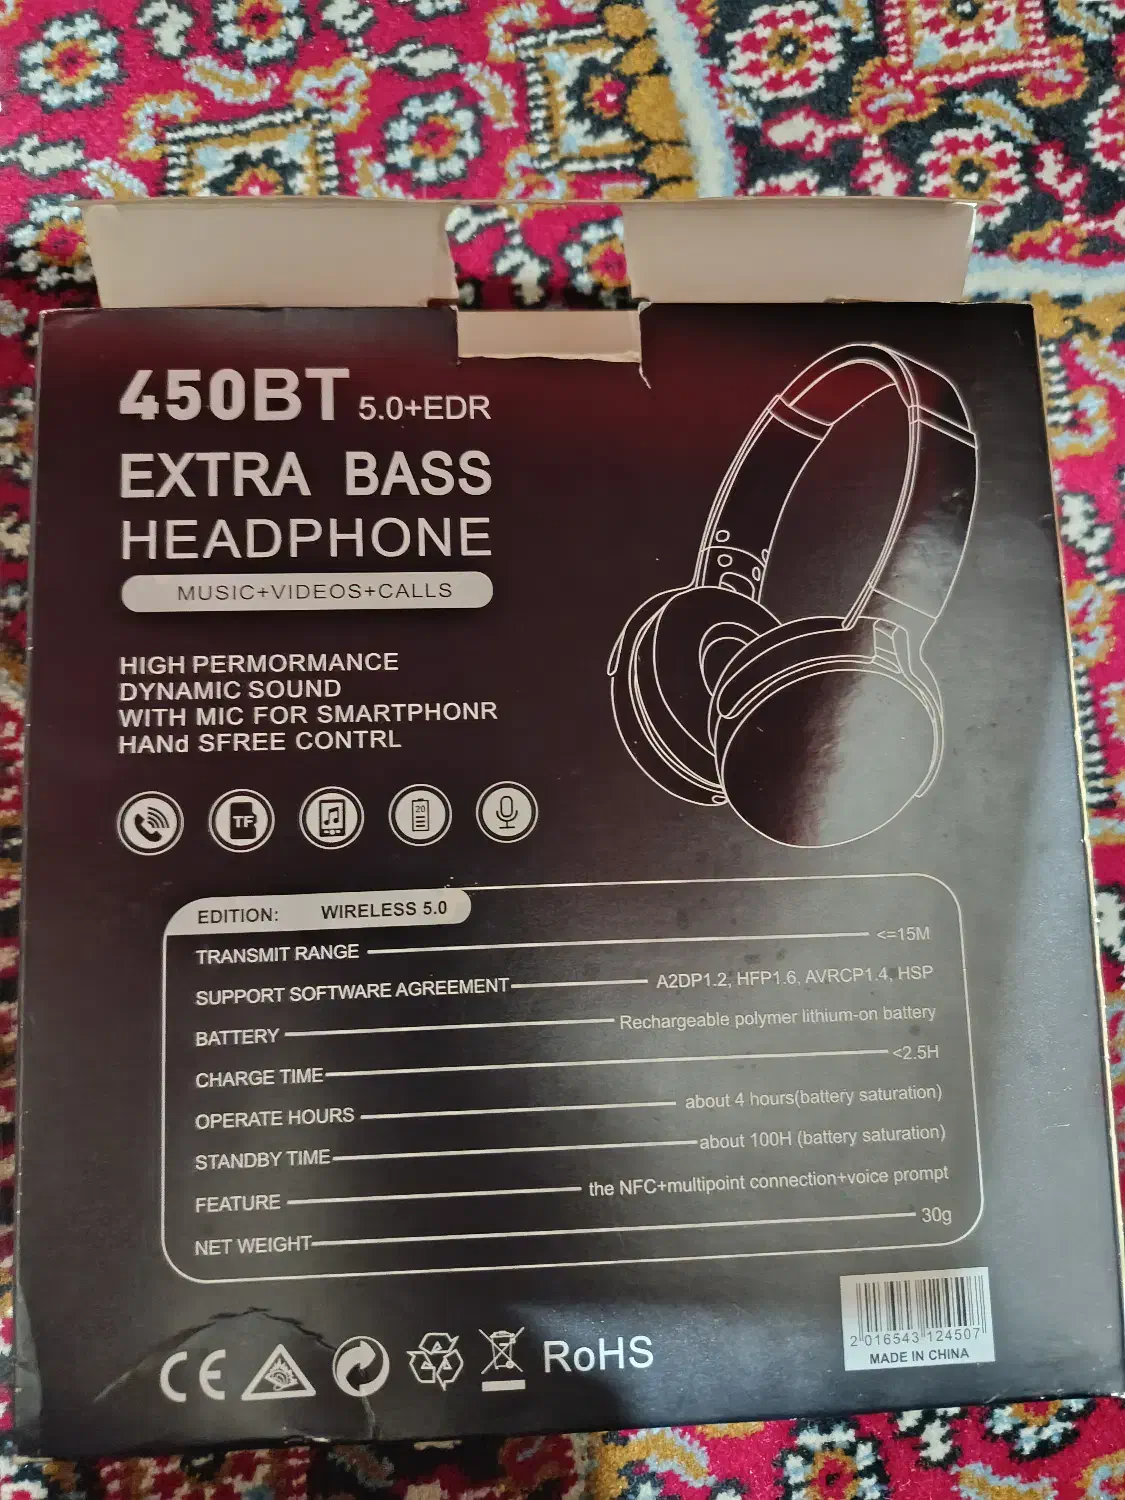 450BT 5.0+EDR
EXTRA BASS
HEADPHONE
MUSIC+VIDEOS+CALLS
HIGH PERMORMANCE
DYNAMIC SOUND
WITH MIC FOR SMARTPHONR
HANd SFREE CONTRL
TF
20
EDITION: WIRELESS 5.0
TRANSMIT RANGE <=15M
SUPPORT SOFTWARE AGREEMENT A2DP1.2, HFP1.6, AVRCP1.4, HSP
BATTERY Rechargeable polymer lithium-on battery
CHARGE TIME <2.5H
OPERATE HOURS about 4 hours(battery saturation)
STANDBY TIME about 100H (battery saturation)
FEATURE the NFC+multipoint connection+voice prompt
NET WEIGHT 30g
CE RoHS
2 016543 124507
MADE IN CHINA